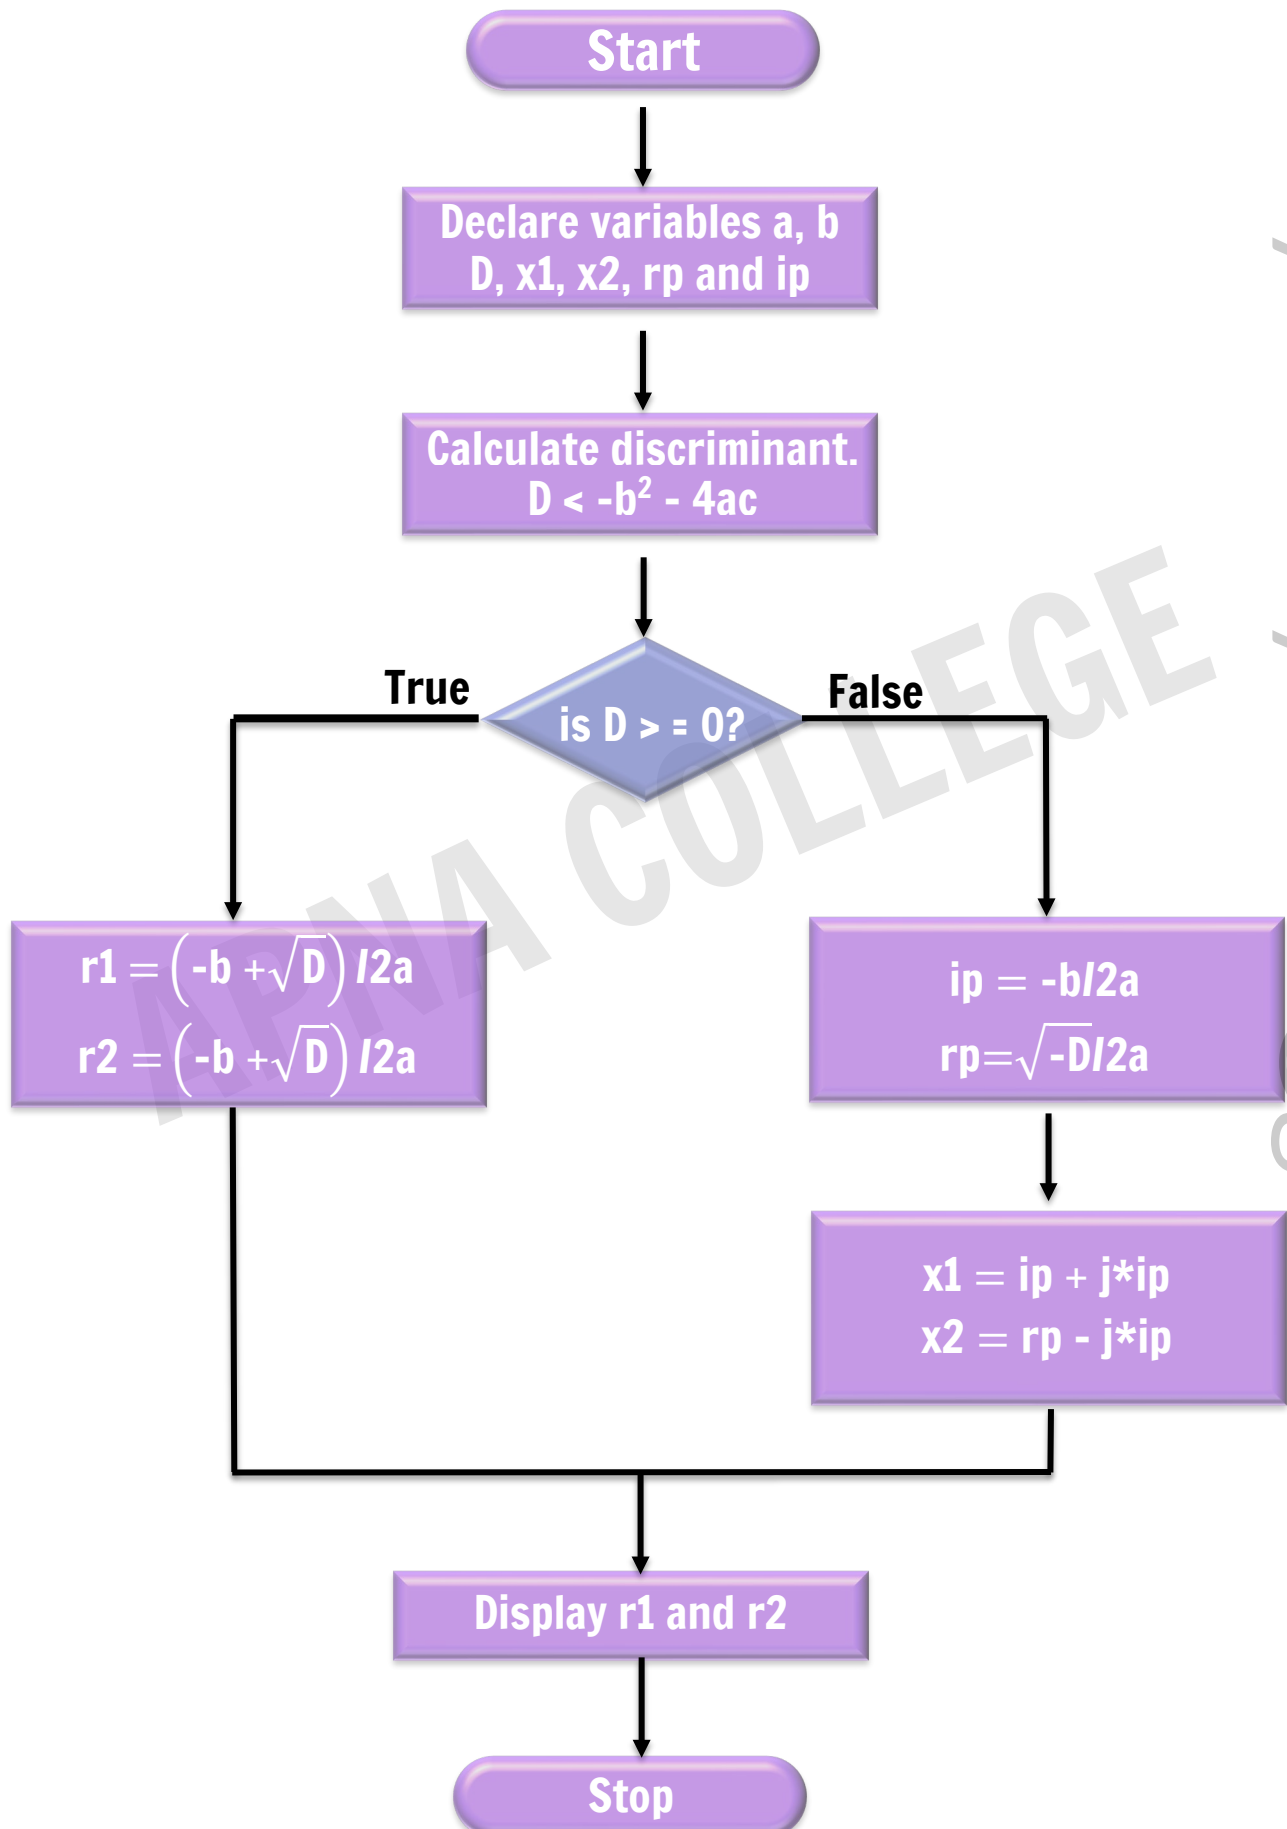 Start
Declare variables a, b
D, x1, x2, rp and ip
Calculate discriminant.
D < -b² - 4ac
is D > = 0?
True
False
r1 = (-b +√D) /2a
r2 = (-b +√D) /2a
ip = -b/2a
rp=√-D/2a
x1 = ip + j*ip
x2 = rp - j*ip
Display r1 and r2
Stop
APNA COLLEGE